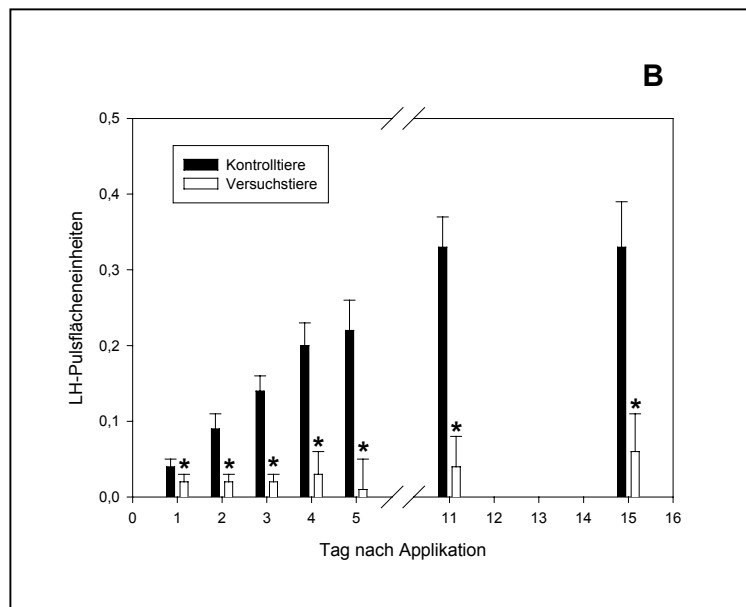 B
0,5
0,4
0,3
0,2
0,1
0,0
LH-Pulsflächeneinheiten
Kontrolltiere
Versuchstiere
* * * * * * *
0 1 2 3 4 5 11 12 13 14 15 16
Tag nach Applikation